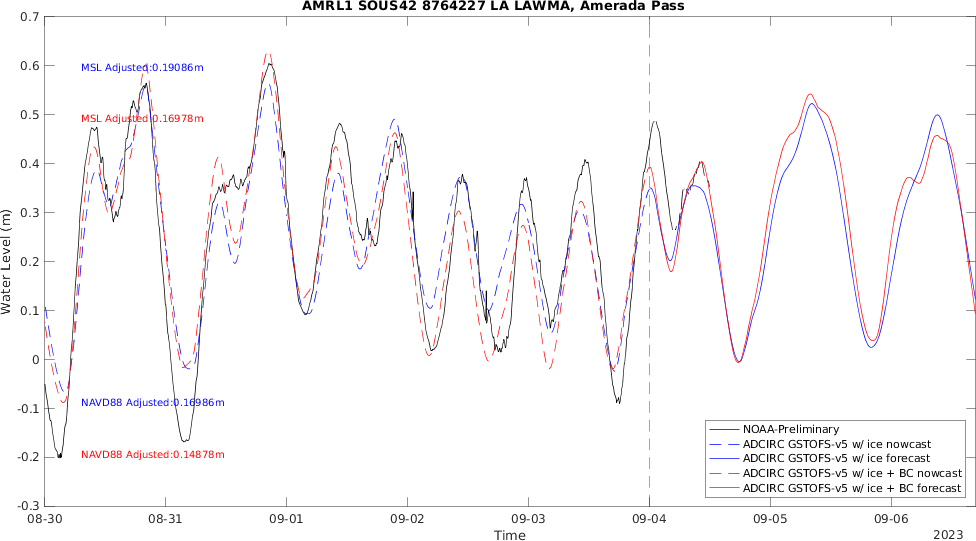 AMRL1 SOUS42 8764227 LA LAWMA, Amerada Pass
0.7
0.6
0.5
0.4
0.3
0.2
0.1
0
-0.1
-0.2
-0.3
Water Level (m)
MSL Adjusted:0.19086m
MSL Adjusted:0.16978m
NAVD88 Adjusted:0.16986m
NAVD88 Adjusted:0.14878m
NOAA-Preliminary
ADCIRC GSTOFS-v5 w/ ice nowcast
ADCIRC GSTOFS-v5 w/ ice forecast
ADCIRC GSTOFS-v5 w/ ice + BC nowcast
ADCIRC GSTOFS-v5 w/ ice + BC forecast
08-30 08-31 09-01 09-02 09-03 09-04 09-05 09-06
Time
2023